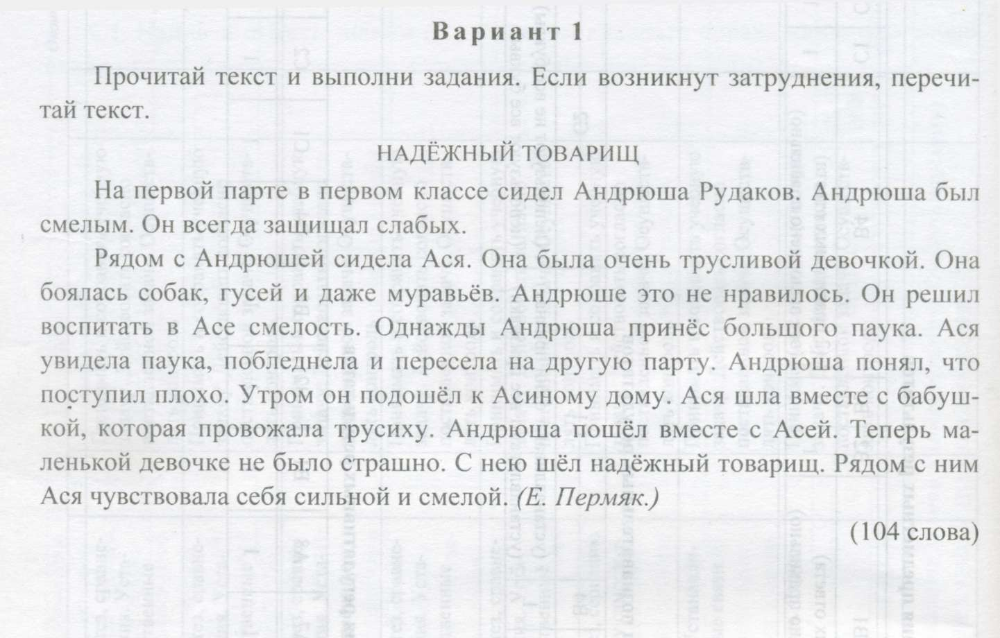 Вариант 1
Прочитай текст и выполни задания. Если возникнут затруднения, перечи-
тай текст.
НАДЁЖНЫЙ ТОВАРИЩ
На первой парте в первом классе сидел Андрюша Рудаков. Андрюша был
смелым. Он всегда защищал слабых.
Рядом с Андрюшей сидела Ася. Она была очень трусливой девочкой. Она
боялась собак, гусей и даже муравьёв. Андрюше это не нравилось. Он решил
воспитать в Асе смелость. Однажды Андрюша принёс большого паука. Ася
увидела паука, побледнела и пересела на другую парту. Андрюша понял, что
поступил плохо. Утром он подошёл к Асиному дому. Ася шла вместе с бабуш-
кой, которая провожала трусиху. Андрюша пошёл вместе с Асей. Теперь ма-
ленькой девочке не было страшно. С нею шёл надёжный товарищ. Рядом с ним
Ася чувствовала себя сильной и смелой. (Е. Пермяк.)
(104 слова)